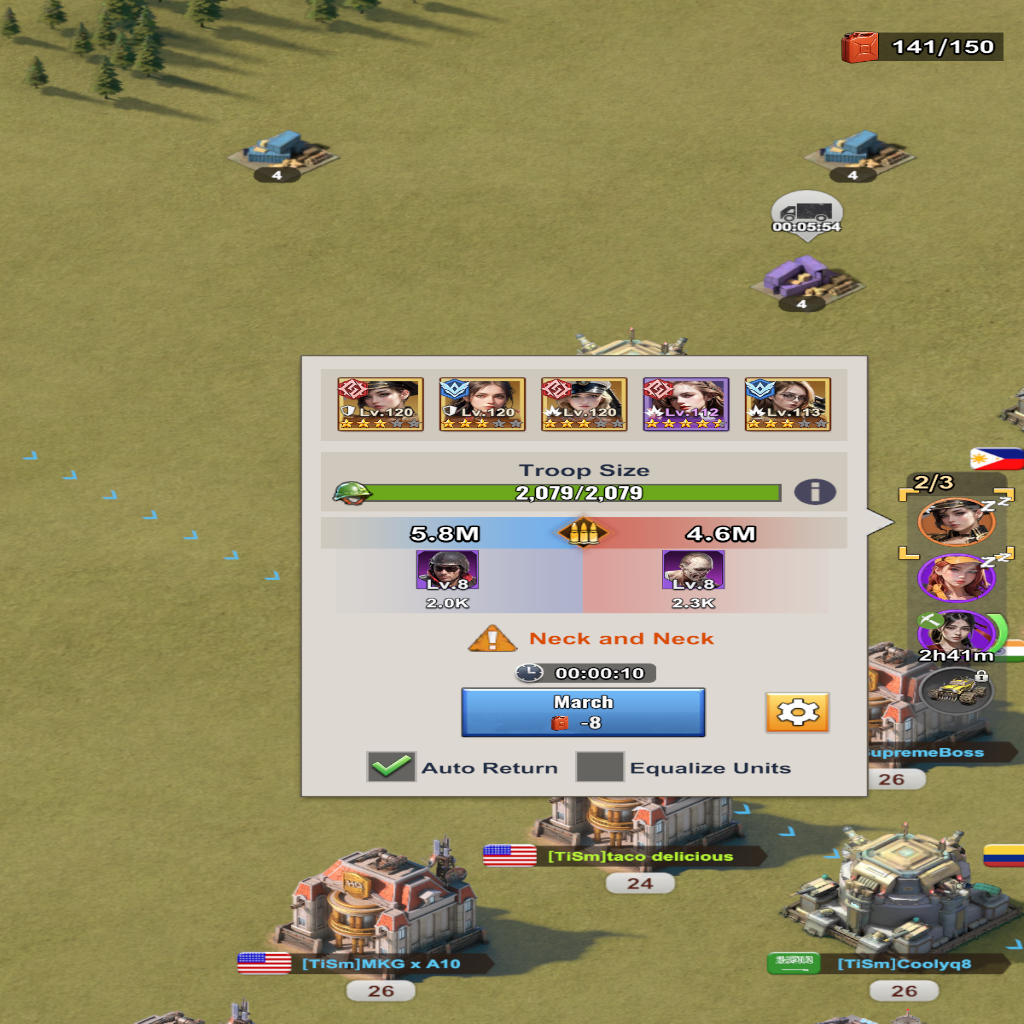 141/150
4
4
00:05:54
4
Lv.120
Lv.120
Lv.120
Lv.112
Lv.113
Troop Size
2,079/2,079
2/3
5.8M
4.6M
Lv.8
Lv.8
2.0K
2.3K
Neck and Neck
2h41m
00:00:10
March
-8
upremeBoss
Auto Return
Equalize Units
26
[TiSm]taco delicious
24
[TiSm]MKG x A10
[TiSm]Coolyq8
26
26